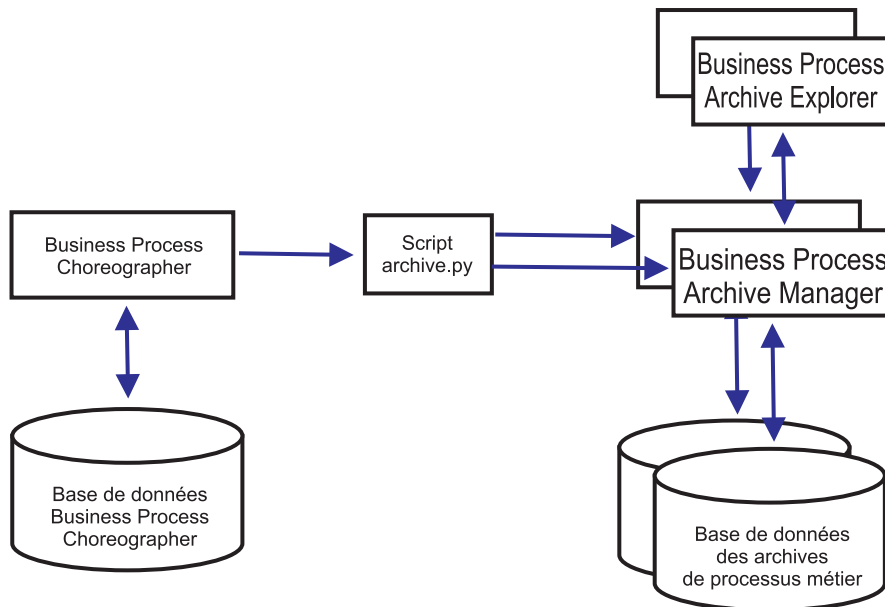 Business Process
Archive Explorer
Business Process
Choreographer
Script
archive.py
Business Process
Archive Manager
Base de données
Business Process
Choreographer
Base de données
des archives
de processus métier